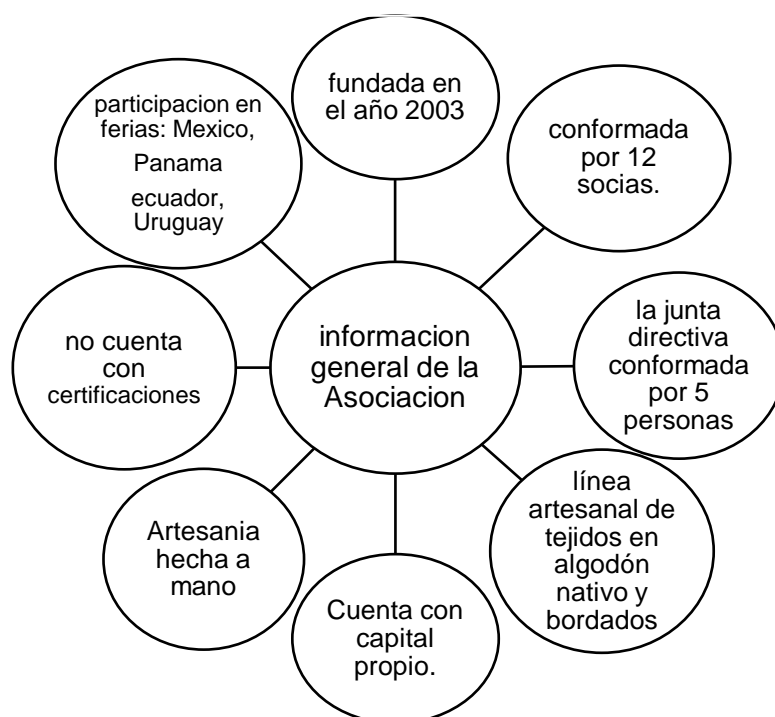 fundada en
el año 2003
conformada
por 12
socias.
la junta
directiva
conformada
por 5
personas
línea
artesanal de
tejidos en
algodón
nativo y
bordados
Cuenta con
capital
propio.
Artesania
hecha a
mano
no cuenta
con
certificaciones
participacion en
ferias: Mexico,
Panama
ecuador,
Uruguay
informacion
general de la
Asociacion